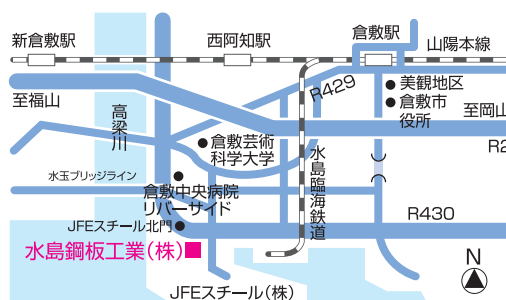 新倉敷駅
西阿知駅
倉敷駅
山陽本線
至福山
高梁川
R429
美観地区
倉敷市
役所
至岡山
R2
倉敷芸術
科学大学
水島臨海鉄道
水玉ブリッジライン
倉敷中央病院
リバーサイド
R430
JFEスチール北門
水島鋼板工業(株)
N
JFEスチール(株)